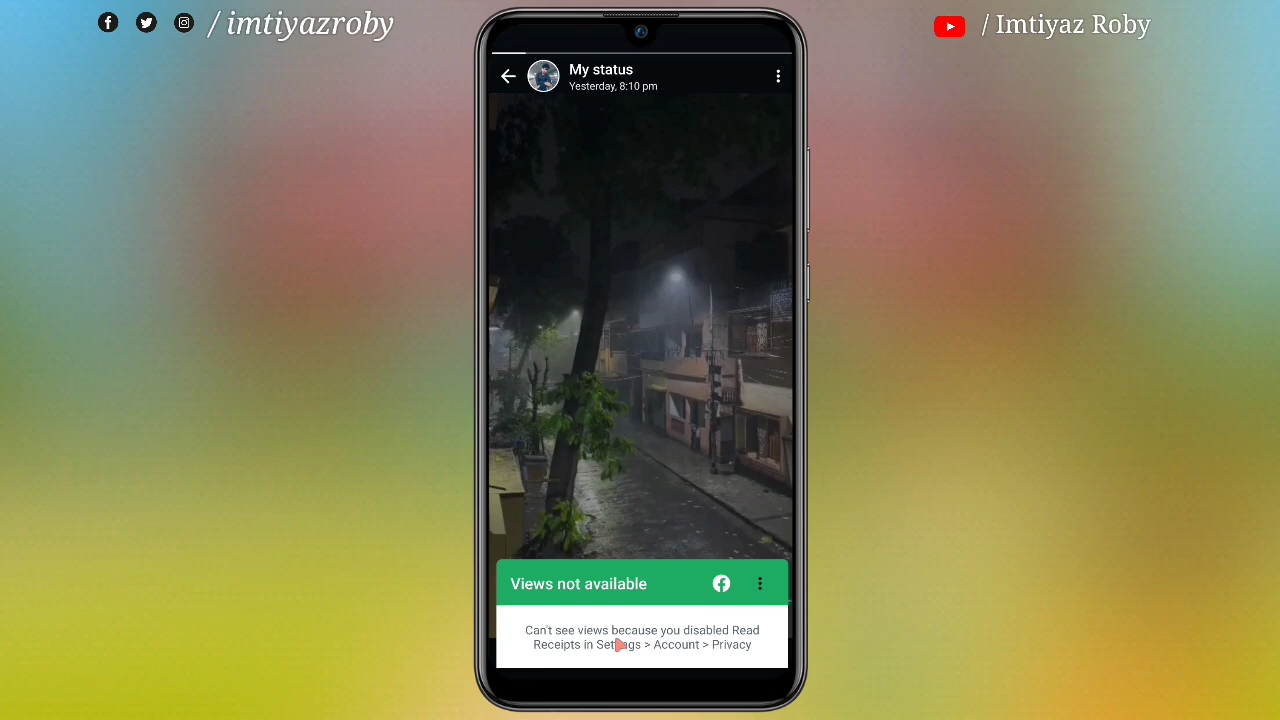 / imtiyazroby
/ Imtiyaz Roby
My status
Yesterday, 8:10 pm
Views not available
Can't see views because you disabled Read
Receipts in Settings > Account > Privacy